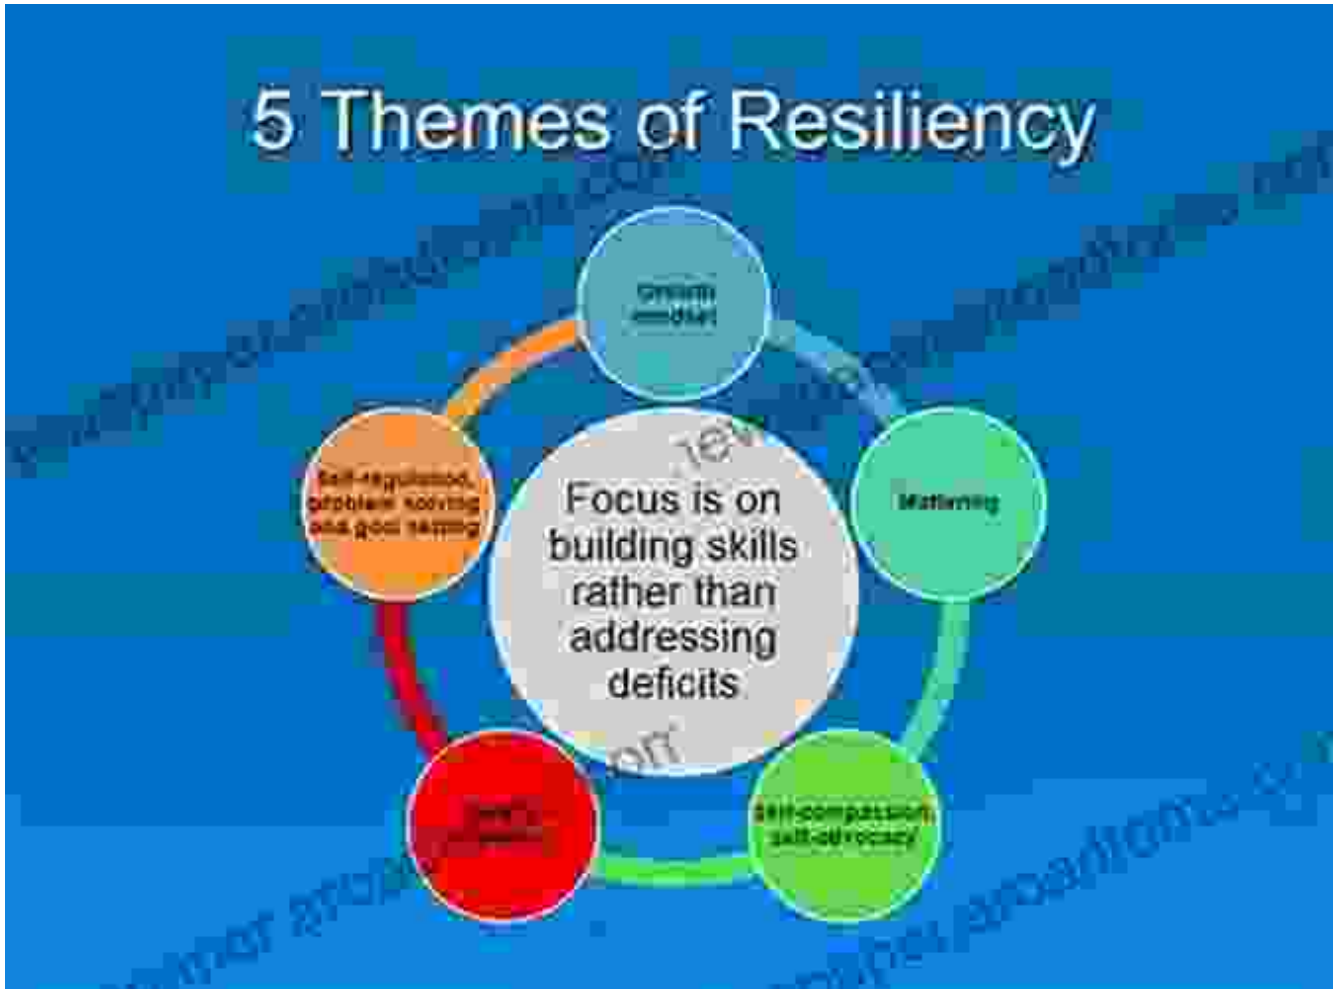 5 Themes of Resiliency
Growth
mindset
Mattering
Self-compassion,
self-advocacy
Self-regulation,
problem solving
and goal setting
Focus is on
building skills
rather than
addressing
deficits